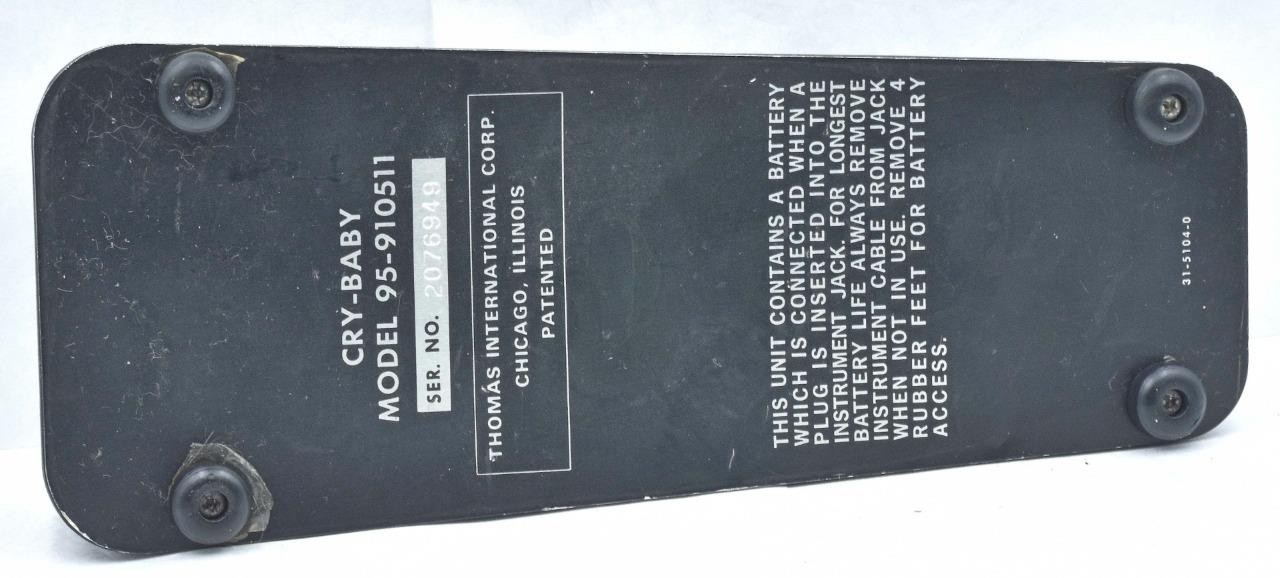 CRY-BABY
MODEL 95-910511
SER. NO. 2076949
THOMAS INTERNATIONAL CORP.
CHICAGO, ILLINOIS
PATENTED
THIS UNIT CONTAINS A BATTERY
WHICH IS CONNECTED WHEN A
PLUG IS INSERTED INTO THE
INSTRUMENT JACK. FOR LONGEST
BATTERY LIFE ALWAYS REMOVE
INSTRUMENT CABLE FROM JACK
WHEN NOT IN USE. REMOVE 4
RUBBER FEET FOR BATTERY
ACCESS.
31-5104-0